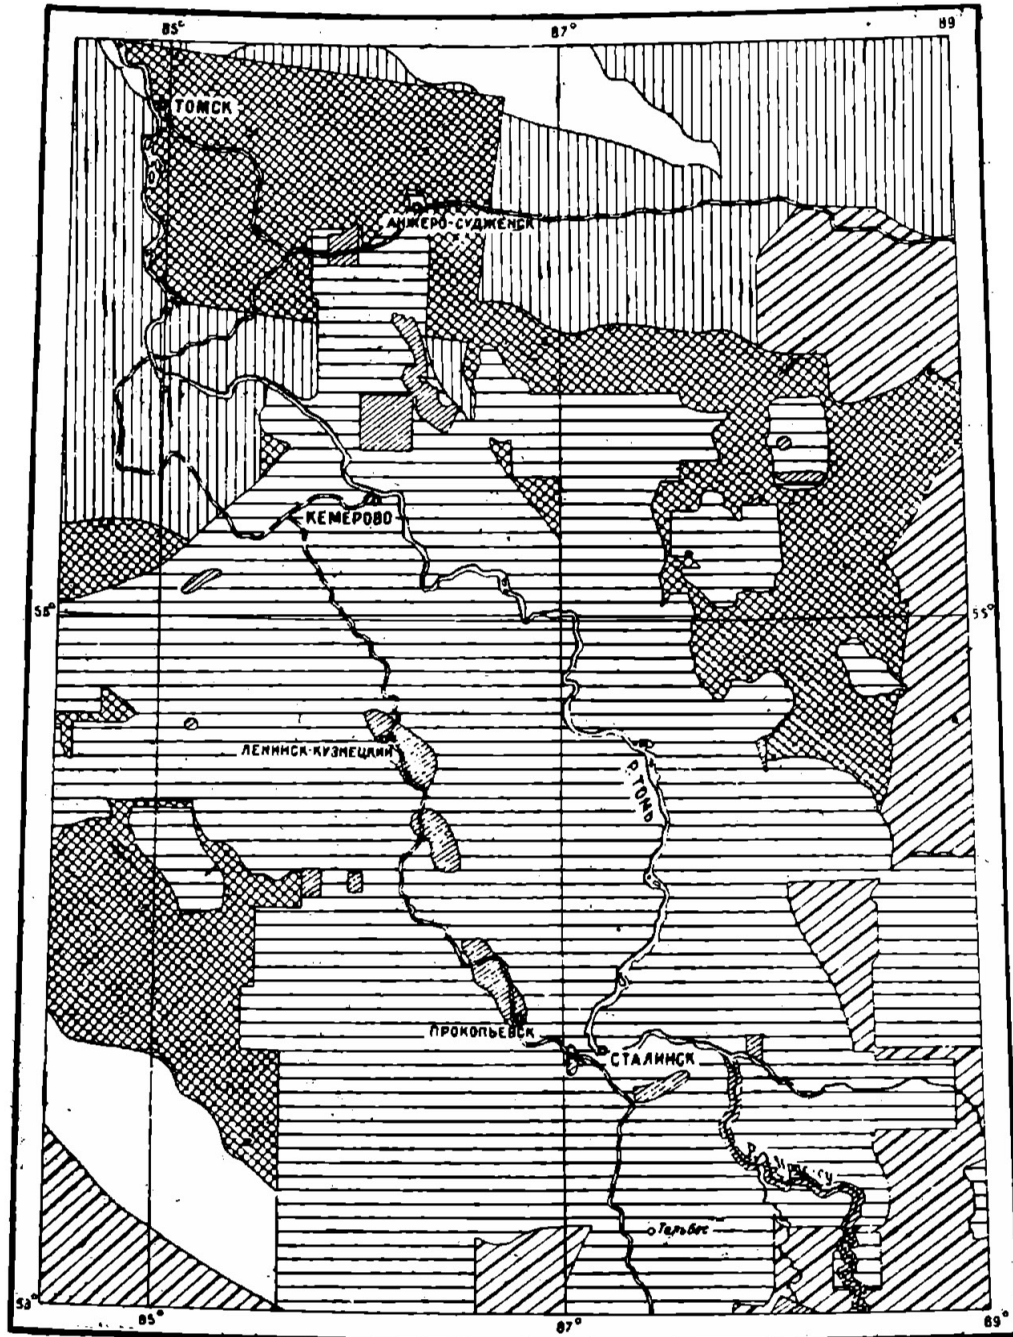 85° 87° 89
ТОМСК
АНЖЕРО-СУДЖЕНСК
КЕМЕРОВО
55° 55°
ЛЕНИНСК-КУЗНЕЦКИЙ
Р. ТОМЬ
ПРОКОПЬЕВСК
СТАЛИНСК
Тельбес
53°
85° 87° 89°